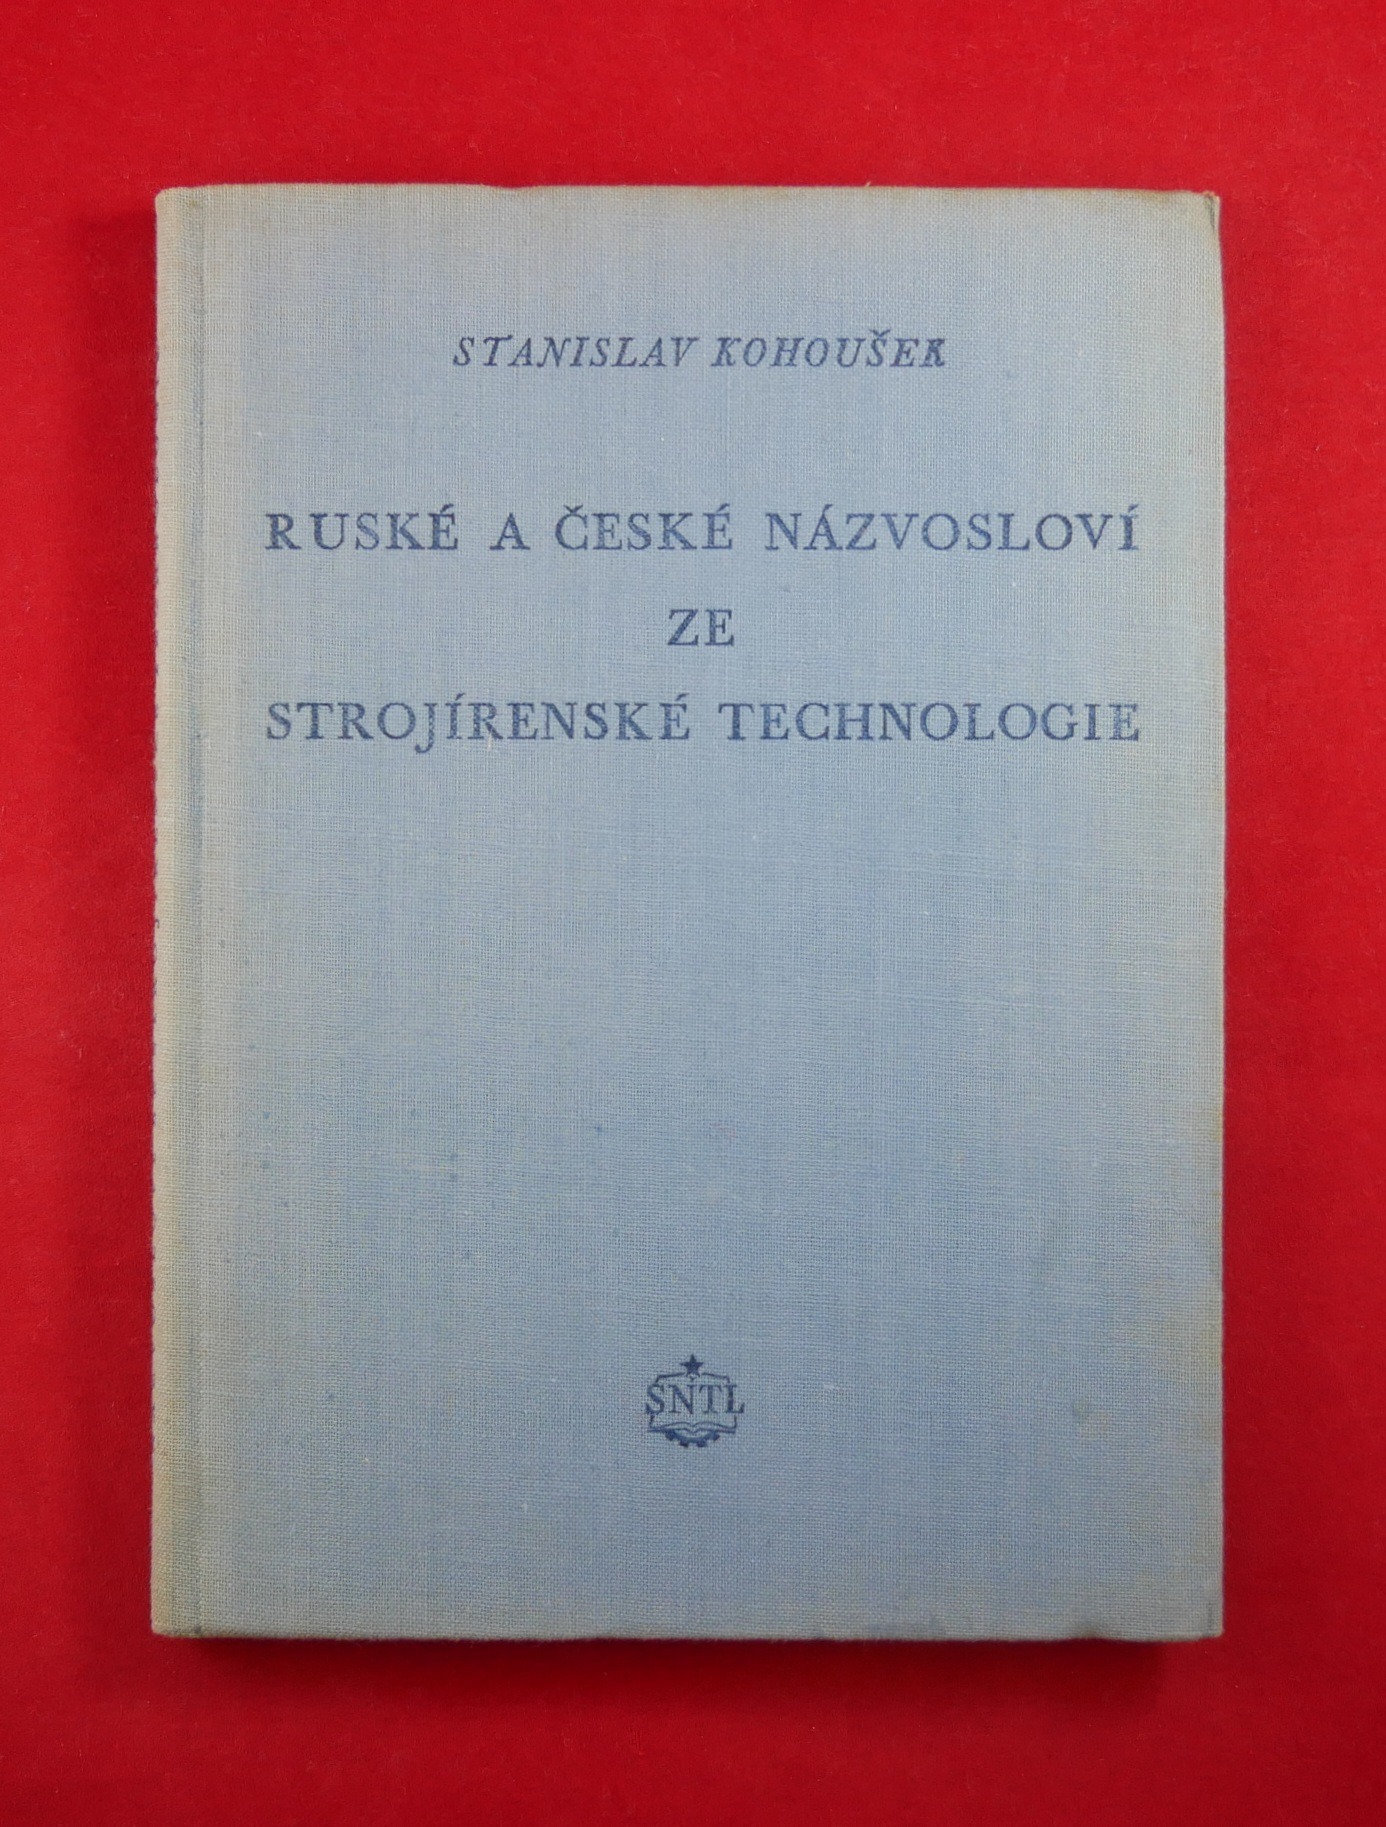 STANISLAV KOHOUŠEK
RUSKÉ A ČESKÉ NÁZVOSLOVÍ
ZE
STROJÍRENSKÉ TECHNOLOGIE
SNTL